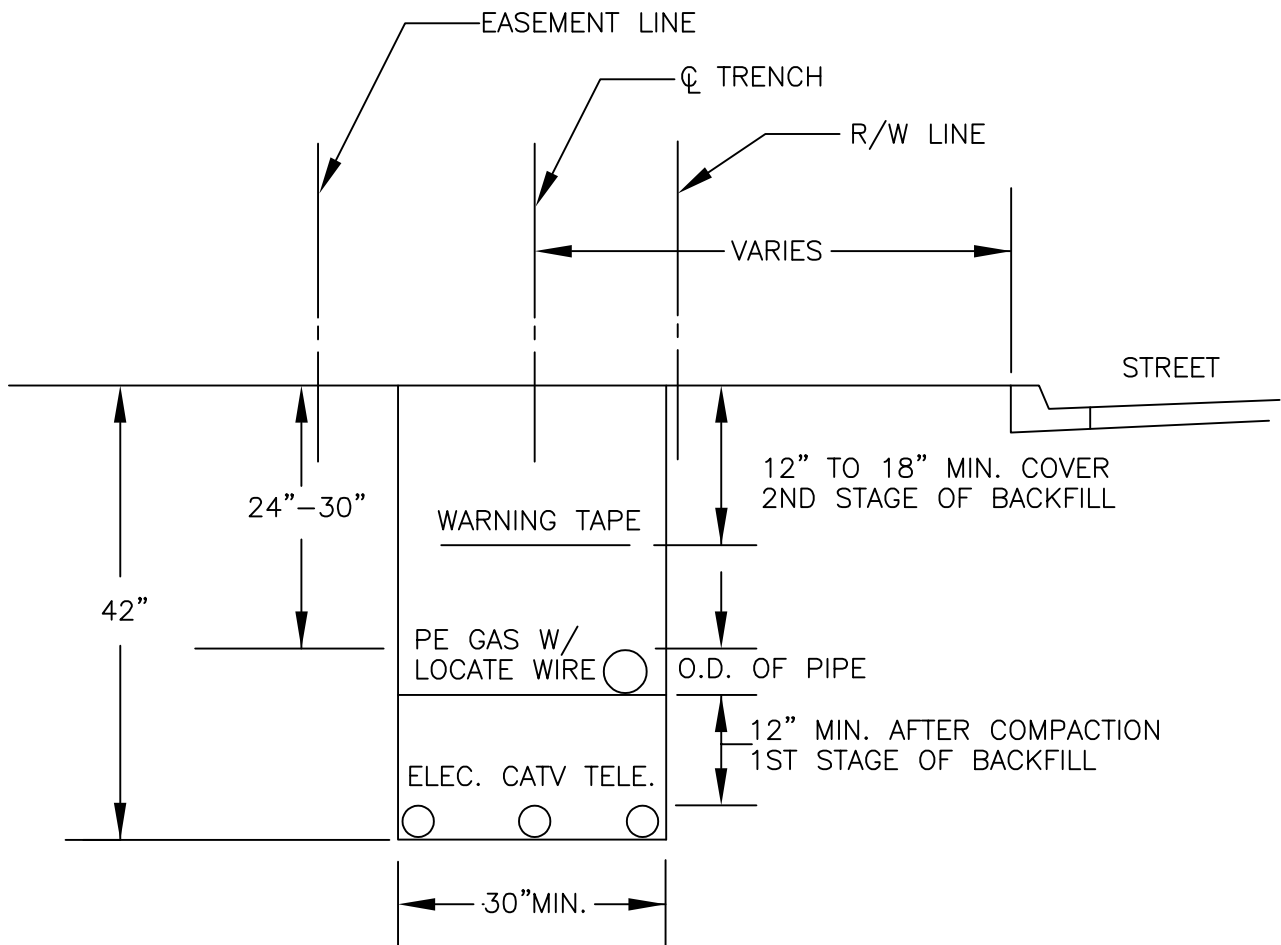 EASEMENT LINE
℄ TRENCH
R/W LINE
VARIES
STREET
12" TO 18" MIN. COVER
2ND STAGE OF BACKFILL
24"-30"
WARNING TAPE
42"
PE GAS W/
LOCATE WIRE
O.D. OF PIPE
12" MIN. AFTER COMPACTION
1ST STAGE OF BACKFILL
ELEC. CATV TELE.
30"MIN.